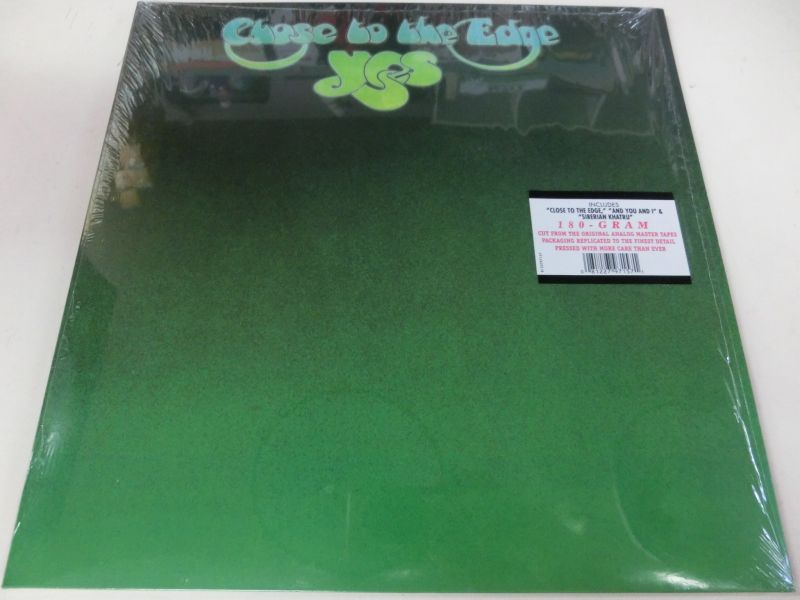 Close to the Edge
Yes
INCLUDES
"CLOSE TO THE EDGE," "AND YOU AND I" &
"SIBERIAN KHATRU"
180-GRAM
CUT FROM THE ORIGINAL ANALOG MASTER TAPES
PACKAGING REPLICATED TO THE FINEST DETAIL
PRESSED WITH MORE CARE THAN EVER